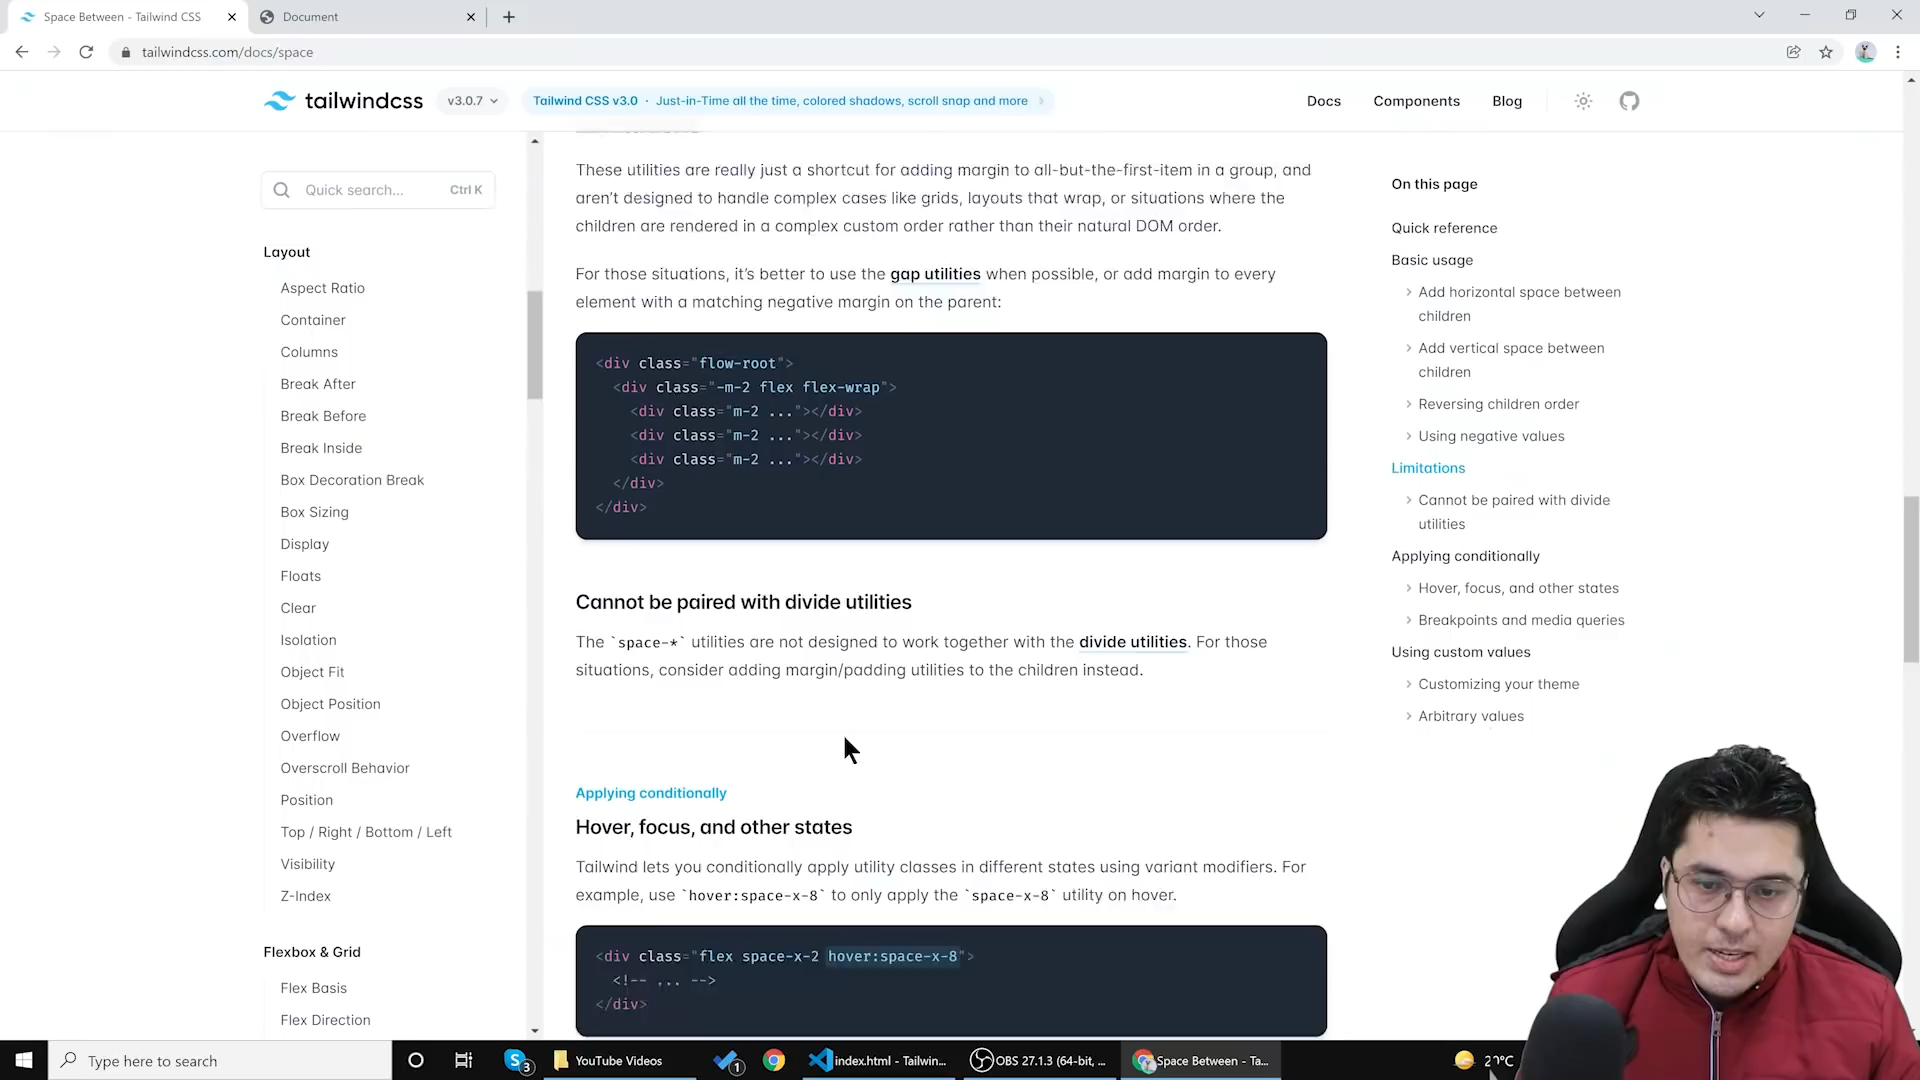 Space Between - Tailwind CSS
Document
tailwindcss.com/docs/space
tailwindcss
v3.0.7
Tailwind CSS v3.0 · Just-in-Time all the time, colored shadows, scroll snap and more
Docs
Components
Blog
Quick search...
Ctrl K
Layout
Aspect Ratio
Container
Columns
Break After
Break Before
Break Inside
Box Decoration Break
Box Sizing
Display
Floats
Clear
Isolation
Object Fit
Object Position
Overflow
Overscroll Behavior
Position
Top / Right / Bottom / Left
Visibility
Z-Index
Flexbox & Grid
Flex Basis
Flex Direction
These utilities are really just a shortcut for adding margin to all-but-the-first-item in a group, and
aren't designed to handle complex cases like grids, layouts that wrap, or situations where the
children are rendered in a complex custom order rather than their natural DOM order.
For those situations, it's better to use the gap utilities when possible, or add margin to every
element with a matching negative margin on the parent:
<div class="flow-root">
<div class="-m-2 flex flex-wrap">
<div class="m-2 ..."></div>
<div class="m-2 ..."></div>
<div class="m-2 ..."></div>
</div>
</div>
Cannot be paired with divide utilities
The `space-*` utilities are not designed to work together with the divide utilities. For those
situations, consider adding margin/padding utilities to the children instead.
Applying conditionally
Hover, focus, and other states
Tailwind lets you conditionally apply utility classes in different states using variant modifiers. For
example, use `hover:space-x-8` to only apply the `space-x-8` utility on hover.
<div class="flex space-x-2 hover:space-x-8">
<!-- ... -->
</div>
On this page
Quick reference
Basic usage
Add horizontal space between
children
Add vertical space between
children
Reversing children order
Using negative values
Limitations
Cannot be paired with divide
utilities
Applying conditionally
Hover, focus, and other states
Breakpoints and media queries
Using custom values
Customizing your theme
Arbitrary values
Type here to search
3
YouTube Videos
1
index.html - Tailwin...
OBS 27.1.3 (64-bit, ...
Space Between - Ta...